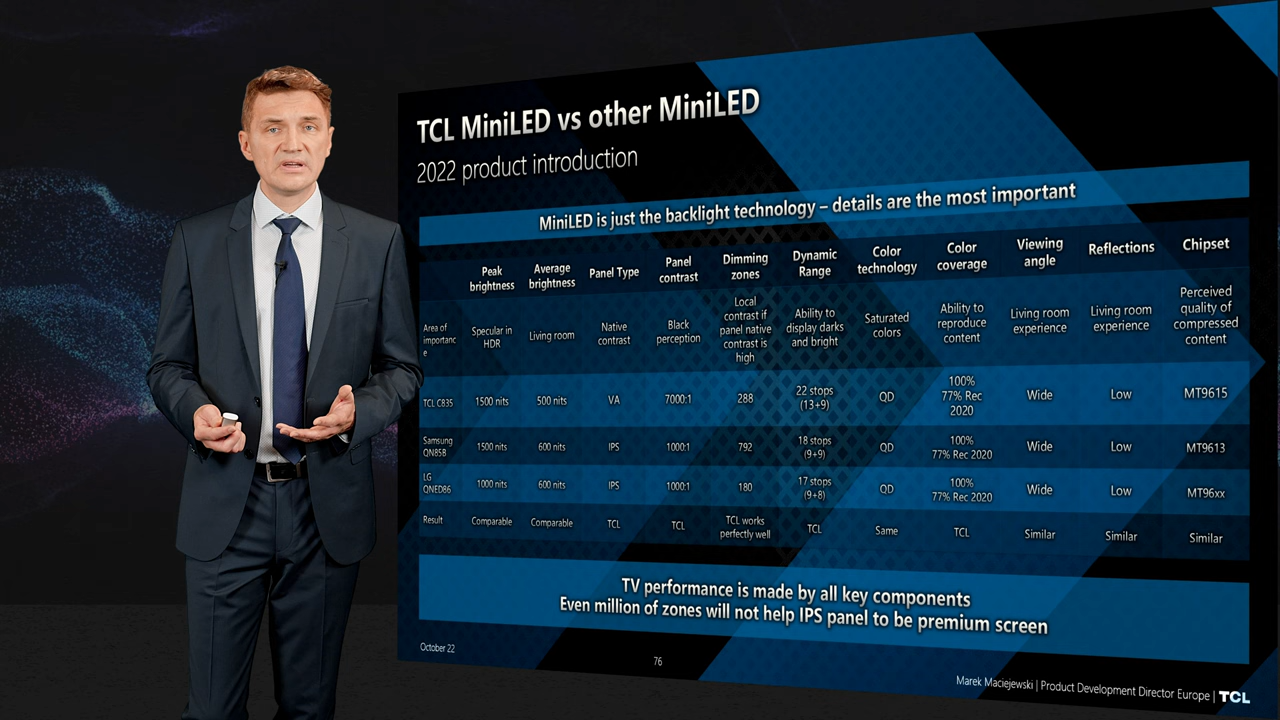 TCL MiniLED vs other MiniLED
2022 product introduction
MiniLED is just the backlight technology – details are the most important
Peak brightness Average brightness Panel Type Panel contrast Dimming zones Dynamic Range Color technology Color coverage Viewing angle Reflections Chipset
Area of importance Specular in HDR Living room Native contrast Black perception Local contrast if panel native contrast is high Ability to display darks and bright Saturated colors Ability to reproduce content Living room experience Living room experience Perceived quality of compressed content
TCL C835 1500 nits 500 nits VA 7000:1 288 22 stops (13+9) QD 100% 77% Rec 2020 Wide Low MT9615
Samsung QN85B 1500 nits 600 nits IPS 1000:1 792 18 stops (9+9) QD 100% 77% Rec 2020 Wide Low MT9613
LG QNED86 1000 nits 600 nits IPS 1000:1 180 17 stops (9+8) QD 100% 77% Rec 2020 Wide Low MT96xx
Result Comparable Comparable TCL TCL TCL works perfectly well TCL Same TCL Similar Similar Similar
TV performance is made by all key components
Even million of zones will not help IPS panel to be premium screen
October 22
76
Marek Maciejewski | Product Development Director Europe | TCL